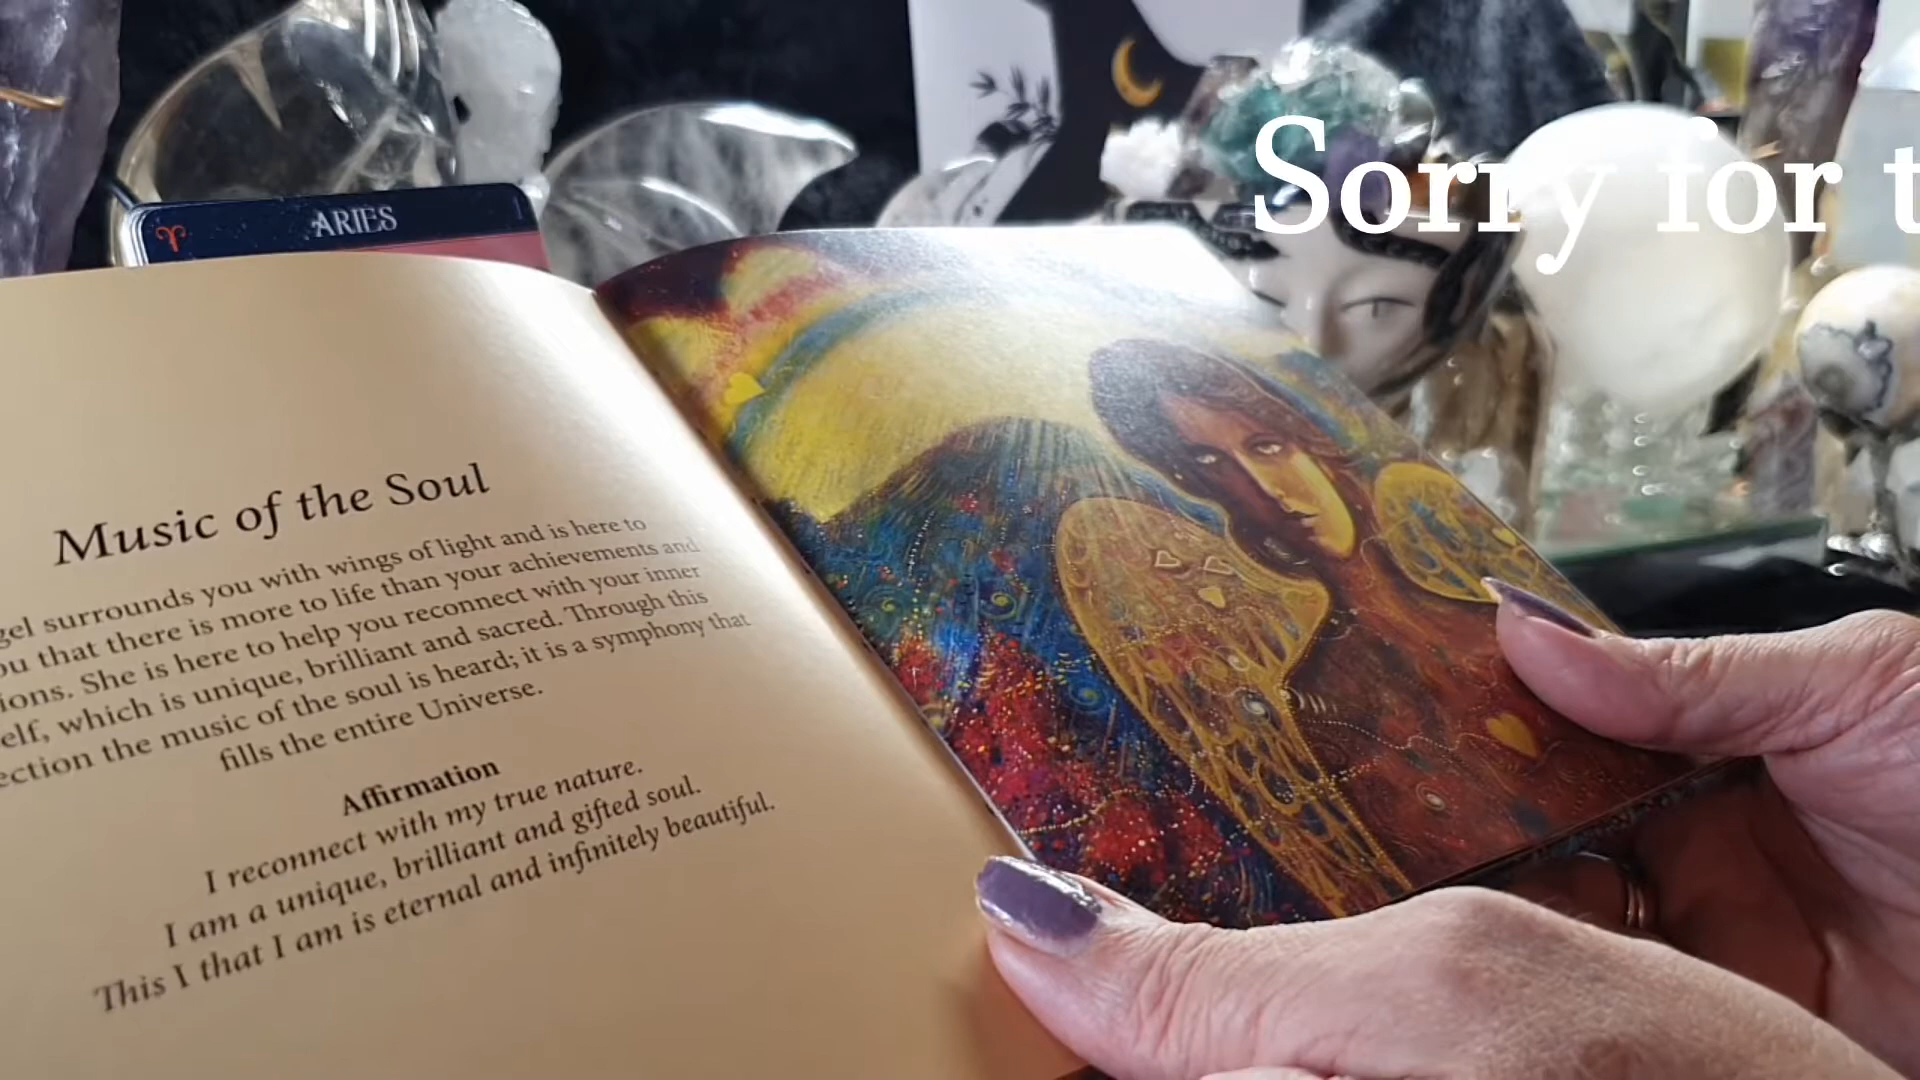 Sorry for t
ARIES
Music of the Soul
gel surrounds you with wings of light and is here to
ou that there is more to life than your achievements and
ions. She is here to help you reconnect with your inner
elf, which is unique, brilliant and sacred. Through this
ection the music of the soul is heard; it is a symphony that
fills the entire Universe.
Affirmation
I reconnect with my true nature.
I am a unique, brilliant and gifted soul.
This I that I am is eternal and infinitely beautiful.